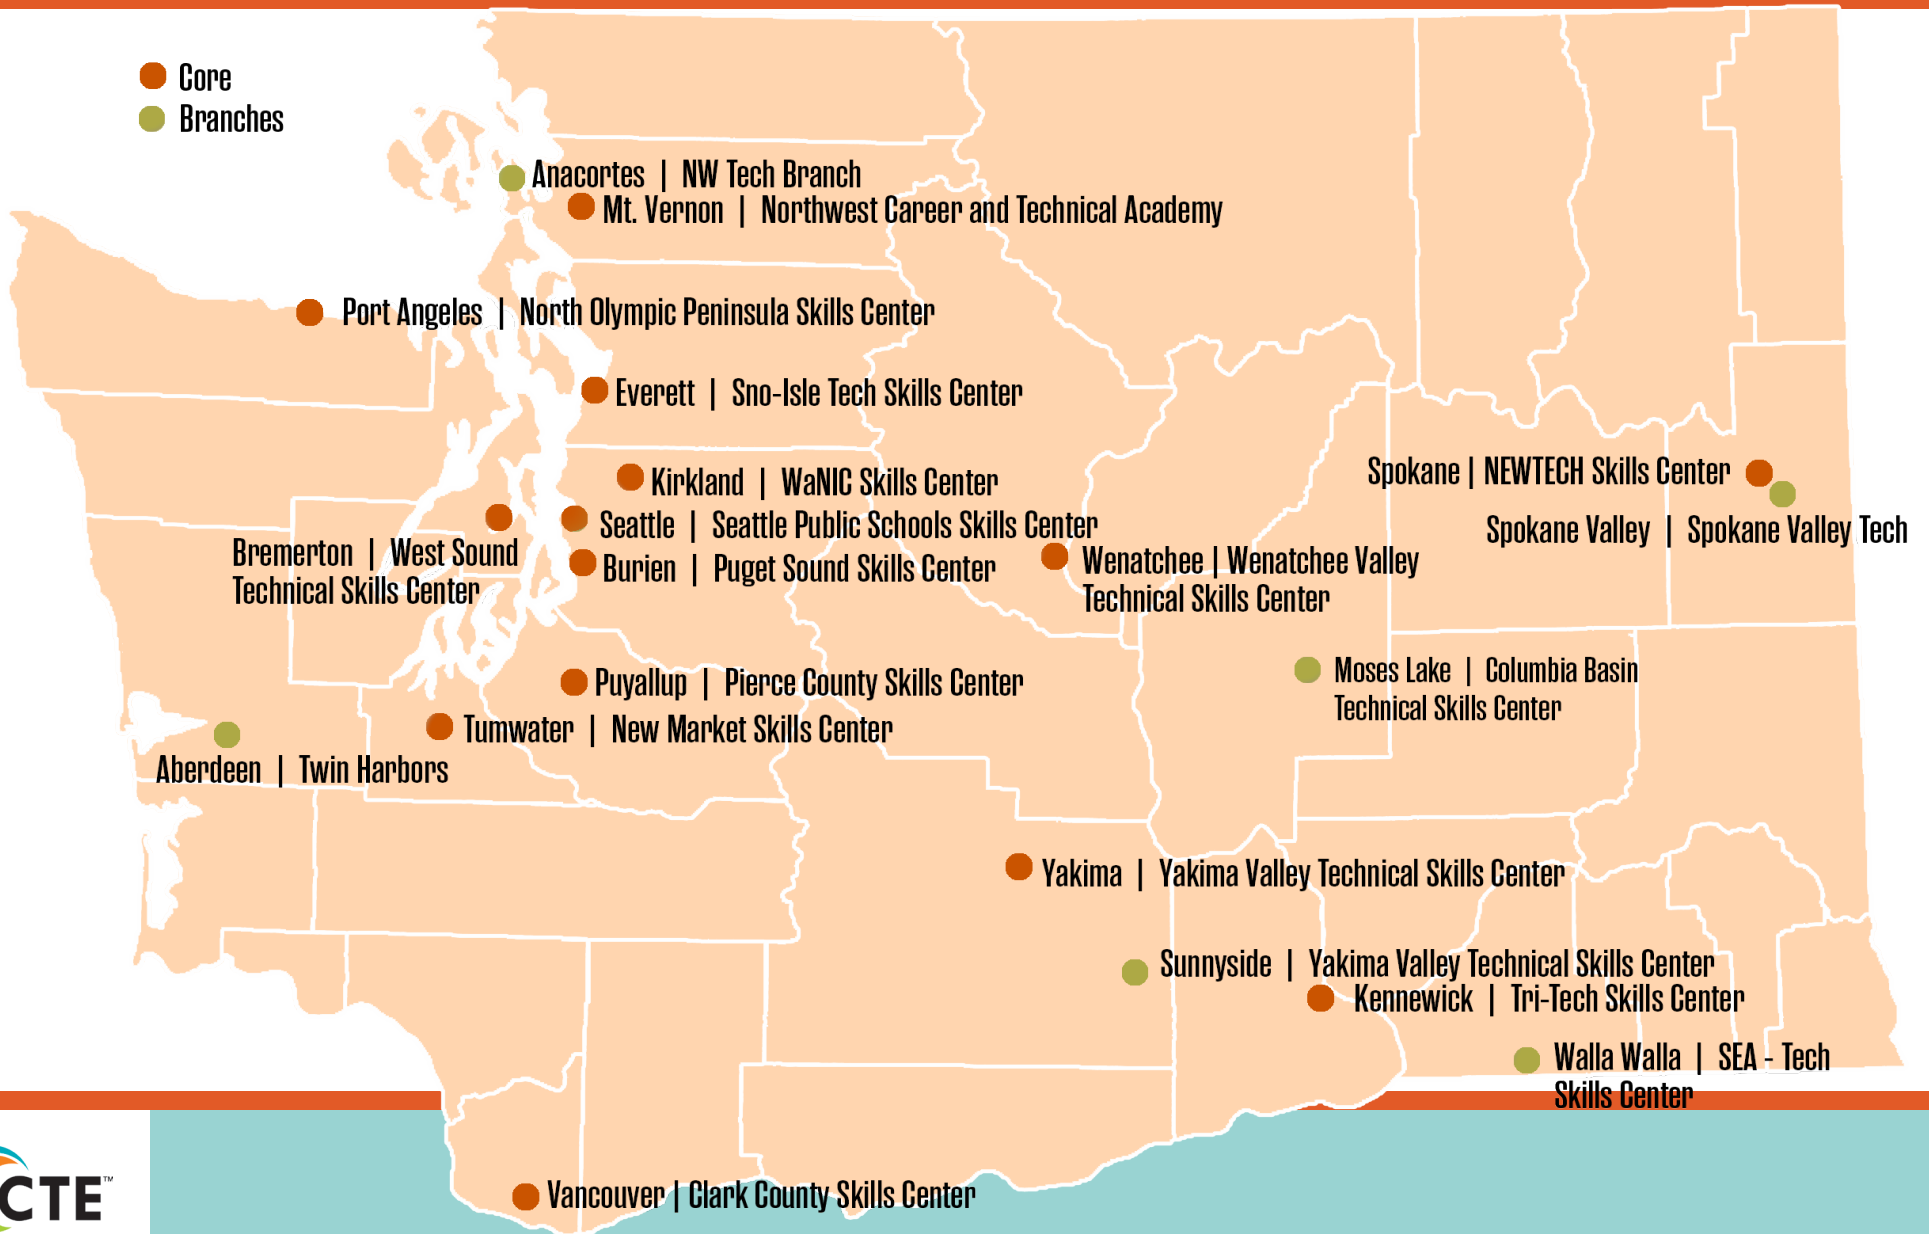 Core
Branches
Anacortes | NW Tech Branch
Mt. Vernon | Northwest Career and Technical Academy
Port Angeles | North Olympic Peninsula Skills Center
Everett | Sno-Isle Tech Skills Center
Kirkland | WaNIC Skills Center
Seattle | Seattle Public Schools Skills Center
Bremerton | West Sound
Technical Skills Center
Burien | Puget Sound Skills Center
Wenatchee | Wenatchee Valley
Technical Skills Center
Spokane | NEWTECH Skills Center
Spokane Valley | Spokane Valley Tech
Moses Lake | Columbia Basin
Technical Skills Center
Puyallup | Pierce County Skills Center
Tumwater | New Market Skills Center
Aberdeen | Twin Harbors
Yakima | Yakima Valley Technical Skills Center
Sunnyside | Yakima Valley Technical Skills Center
Kennewick | Tri-Tech Skills Center
Walla Walla | SEA - Tech
Skills Center
Vancouver | Clark County Skills Center
CTE™